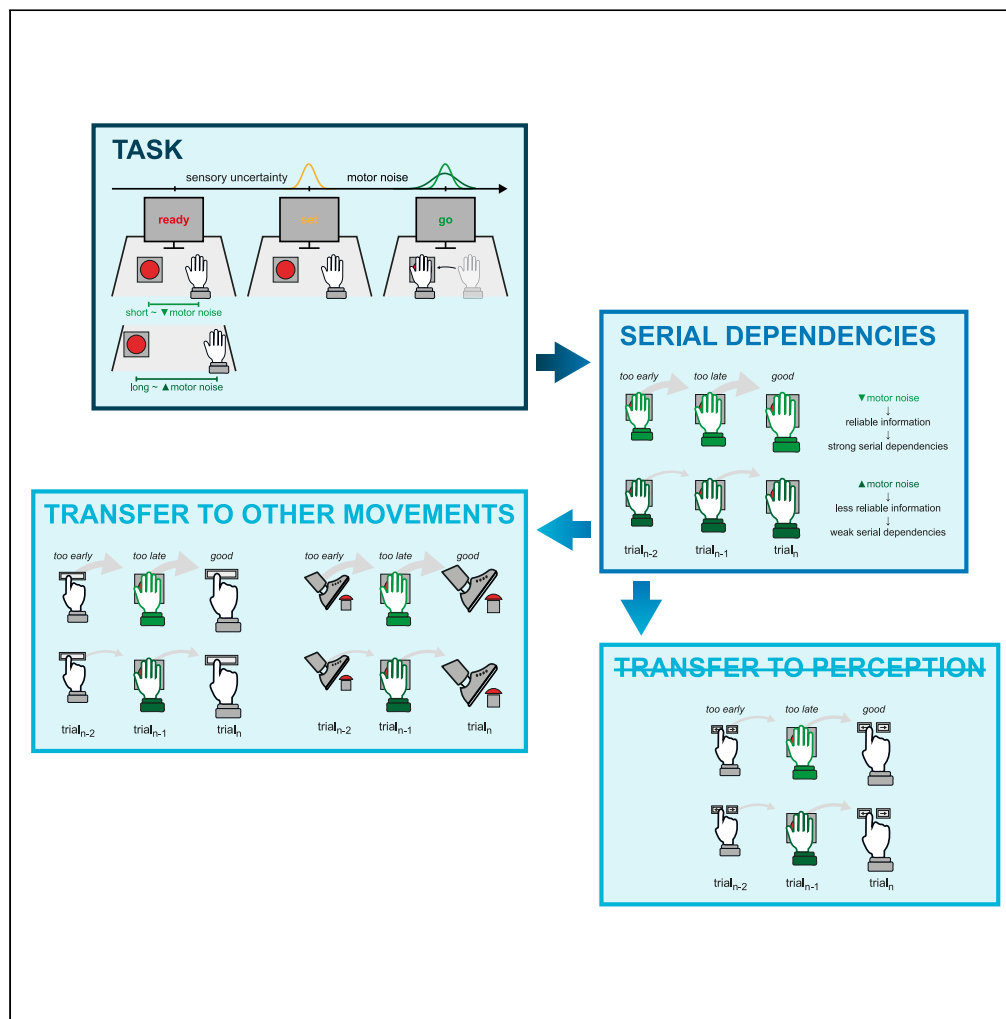 TASK
sensory uncertainty motor noise
ready set go
short ~ ▼motor noise
long ~ ▲motor noise
SERIAL DEPENDENCIES
too early too late good
▼motor noise
↓
reliable information
↓
strong serial dependencies
▲motor noise
↓
less reliable information
↓
weak serial dependencies
trialn-2 trialn-1 trialn
TRANSFER TO OTHER MOVEMENTS
too early too late good too early too late good
trialn-2 trialn-1 trialn trialn-2 trialn-1 trialn
TRANSFER TO PERCEPTION
too early too late good
trialn-2 trialn-1 trialn